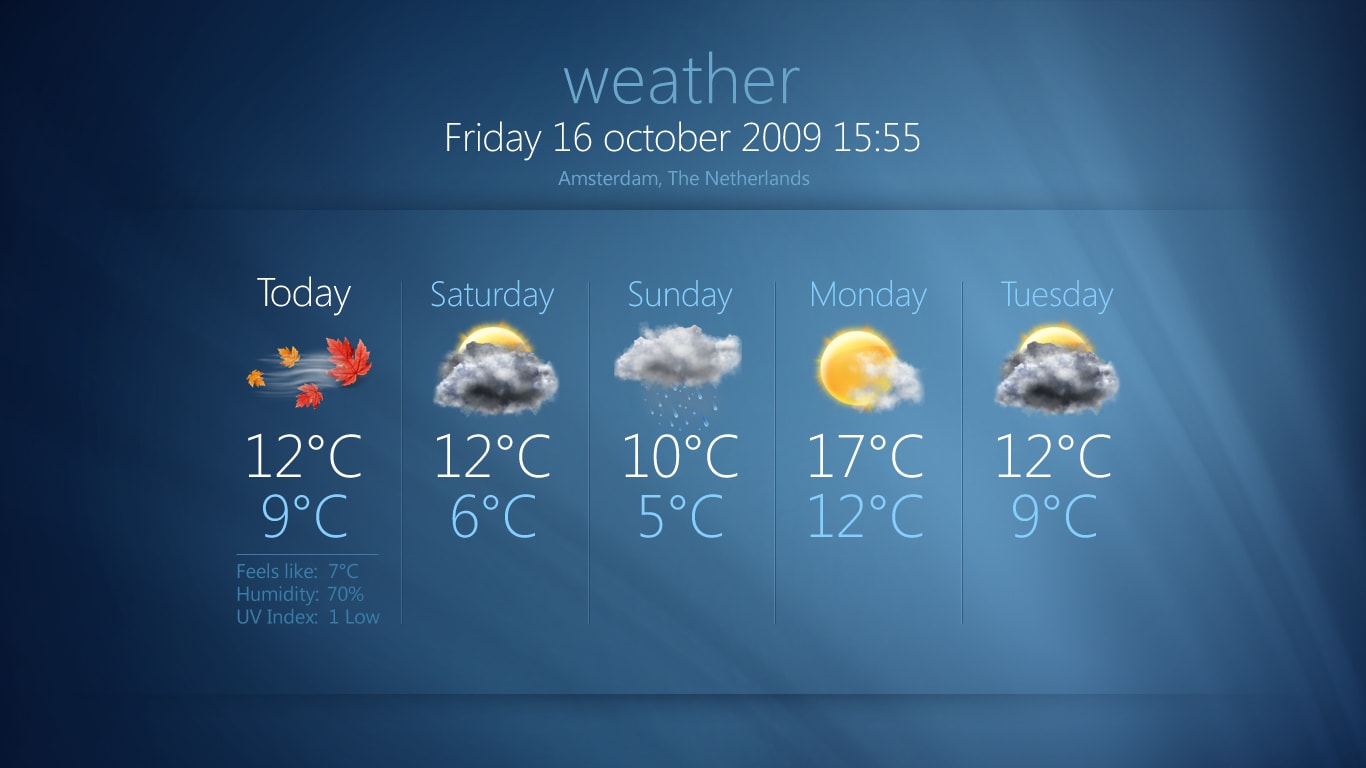 weather
Friday 16 october 2009 15:55
Amsterdam, The Netherlands
Today
12°C
9°C
Feels like: 7°C
Humidity: 70%
UV Index: 1 Low
Saturday
12°C
6°C
Sunday
10°C
5°C
Monday
17°C
12°C
Tuesday
12°C
9°C